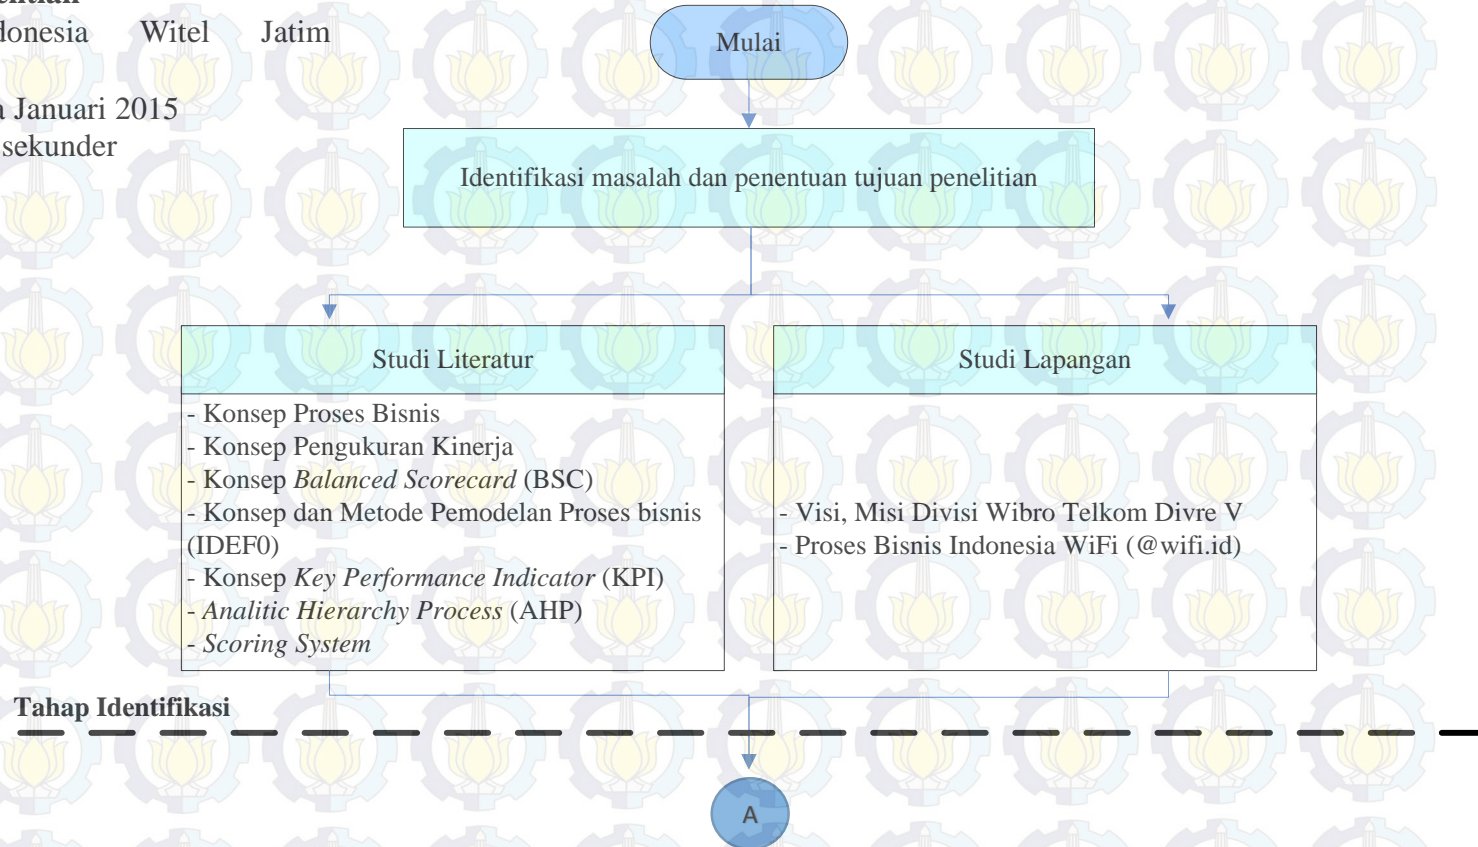 donesia Witel Jatim
Januari 2015
sekunder
Mulai
Identifikasi masalah dan penentuan tujuan penelitian
Studi Literatur
- Konsep Proses Bisnis
- Konsep Pengukuran Kinerja
- Konsep Balanced Scorecard (BSC)
- Konsep dan Metode Pemodelan Proses bisnis
(IDEF0)
- Konsep Key Performance Indicator (KPI)
- Analitic Hierarchy Process (AHP)
- Scoring System
Studi Lapangan
- Visi, Misi Divisi Wibro Telkom Divre V
- Proses Bisnis Indonesia WiFi (@wifi.id)
Tahap Identifikasi
A